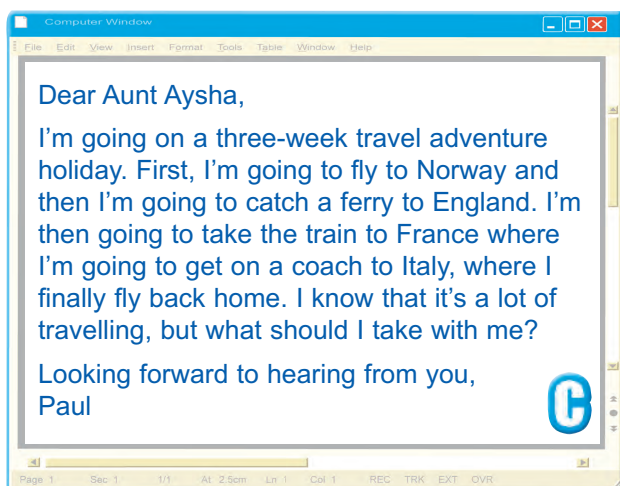 Computer Window
File Edit View Insert Format Tools Table Window Help
Dear Aunt Aysha,
I'm going on a three-week travel adventure
holiday. First, I'm going to fly to Norway and
then I'm going to catch a ferry to England. I'm
then going to take the train to France where
I'm going to get on a coach to Italy, where I
finally fly back home. I know that it's a lot of
travelling, but what should I take with me?
Looking forward to hearing from you,
Paul
C
Page 1 Sec 1 1/1 At 2.5cm Ln 1 Col 1 REC TRK EXT OVR